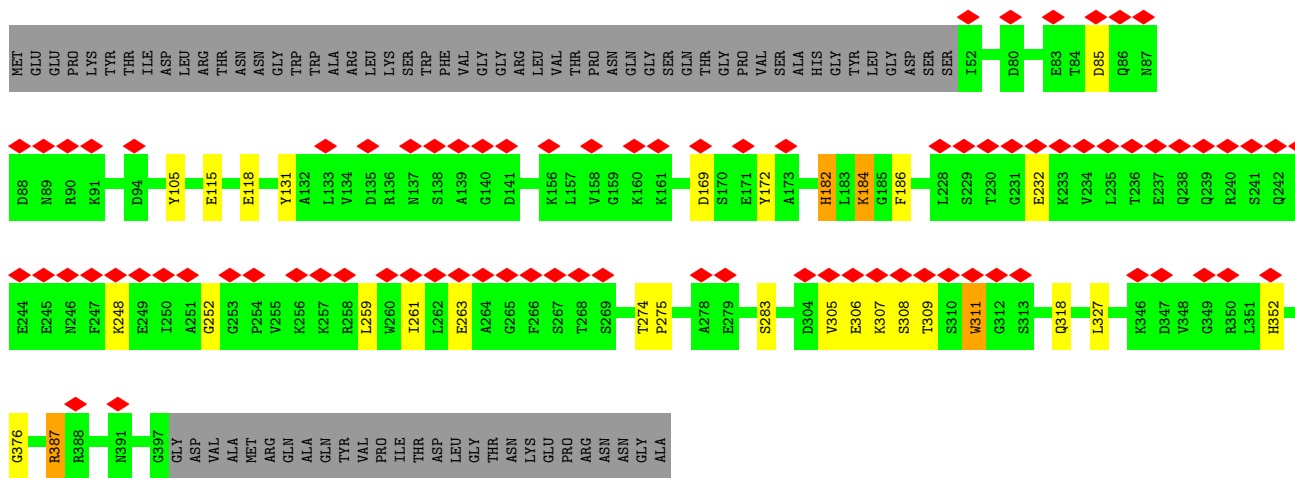 MET GLU GLU PRO LYS TYR THR ILE ASP LEU ARG THR ASN ASN GLY TRP TRP ALA ARG LEU LYS SER TRP PHE VAL GLY GLY ARG LEU VAL THR PRO ASN GLN GLY SER GLN THR GLY PRO VAL SER ALA HIS GLY TYR LEU GLY ASP SER SER I52 D80 E83 T84 D85 Q86 N87
D88 N89 R90 K91 D94 Y105 E115 E118 Y131 A132 L133 V134 D135 R136 N137 S138 A139 G140 D141 K156 L157 V158 G159 K160 K161 D169 S170 E171 Y172 A173 H182 L183 K184 G185 F186 L228 S229 T230 G231 E232 K233 V234 L235 T236 E237 Q238 Q239 R240 S241 Q242
E244 E245 N246 F247 K248 E249 I250 A251 G252 G253 P254 V255 K256 K257 R258 L259 W260 I261 L262 E263 A264 G265 F266 S267 T268 S269 T274 P275 A278 E279 S283 D304 V305 E306 K307 S308 T309 S310 W311 G312 S313 Q318 L327 K346 D347 V348 G349 R350 L351 H352
G376 R387 R388 N391 G397 GLY ASP VAL ALA MET ARG GLN ALA GLN TYR VAL PRO ILE THR ASP LEU GLY THR ASN LYS GLU PRO ARG ASN ASN GLY ALA